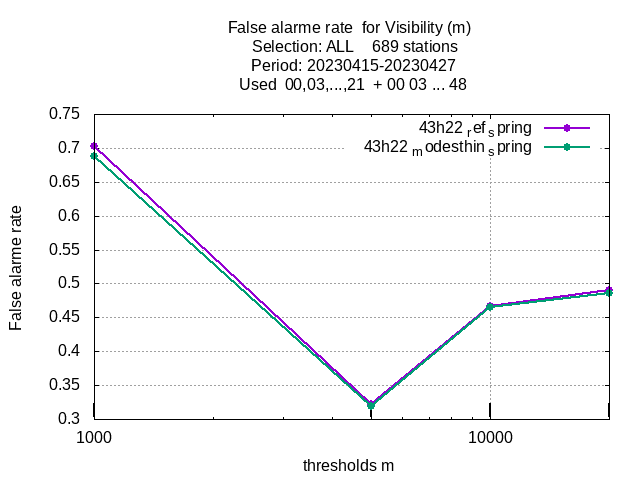 False alarme rate  for Visibility (m)
Selection: ALL    689 stations
Period: 20230415-20230427
Used  00,03,...,21  + 00 03 ... 48
0.75
0.7
0.65
0.6
0.55
0.5
0.45
0.4
0.35
0.3
False alarme rate
43h22 ref spring
43h22 modesthin spring
1000
10000
thresholds m